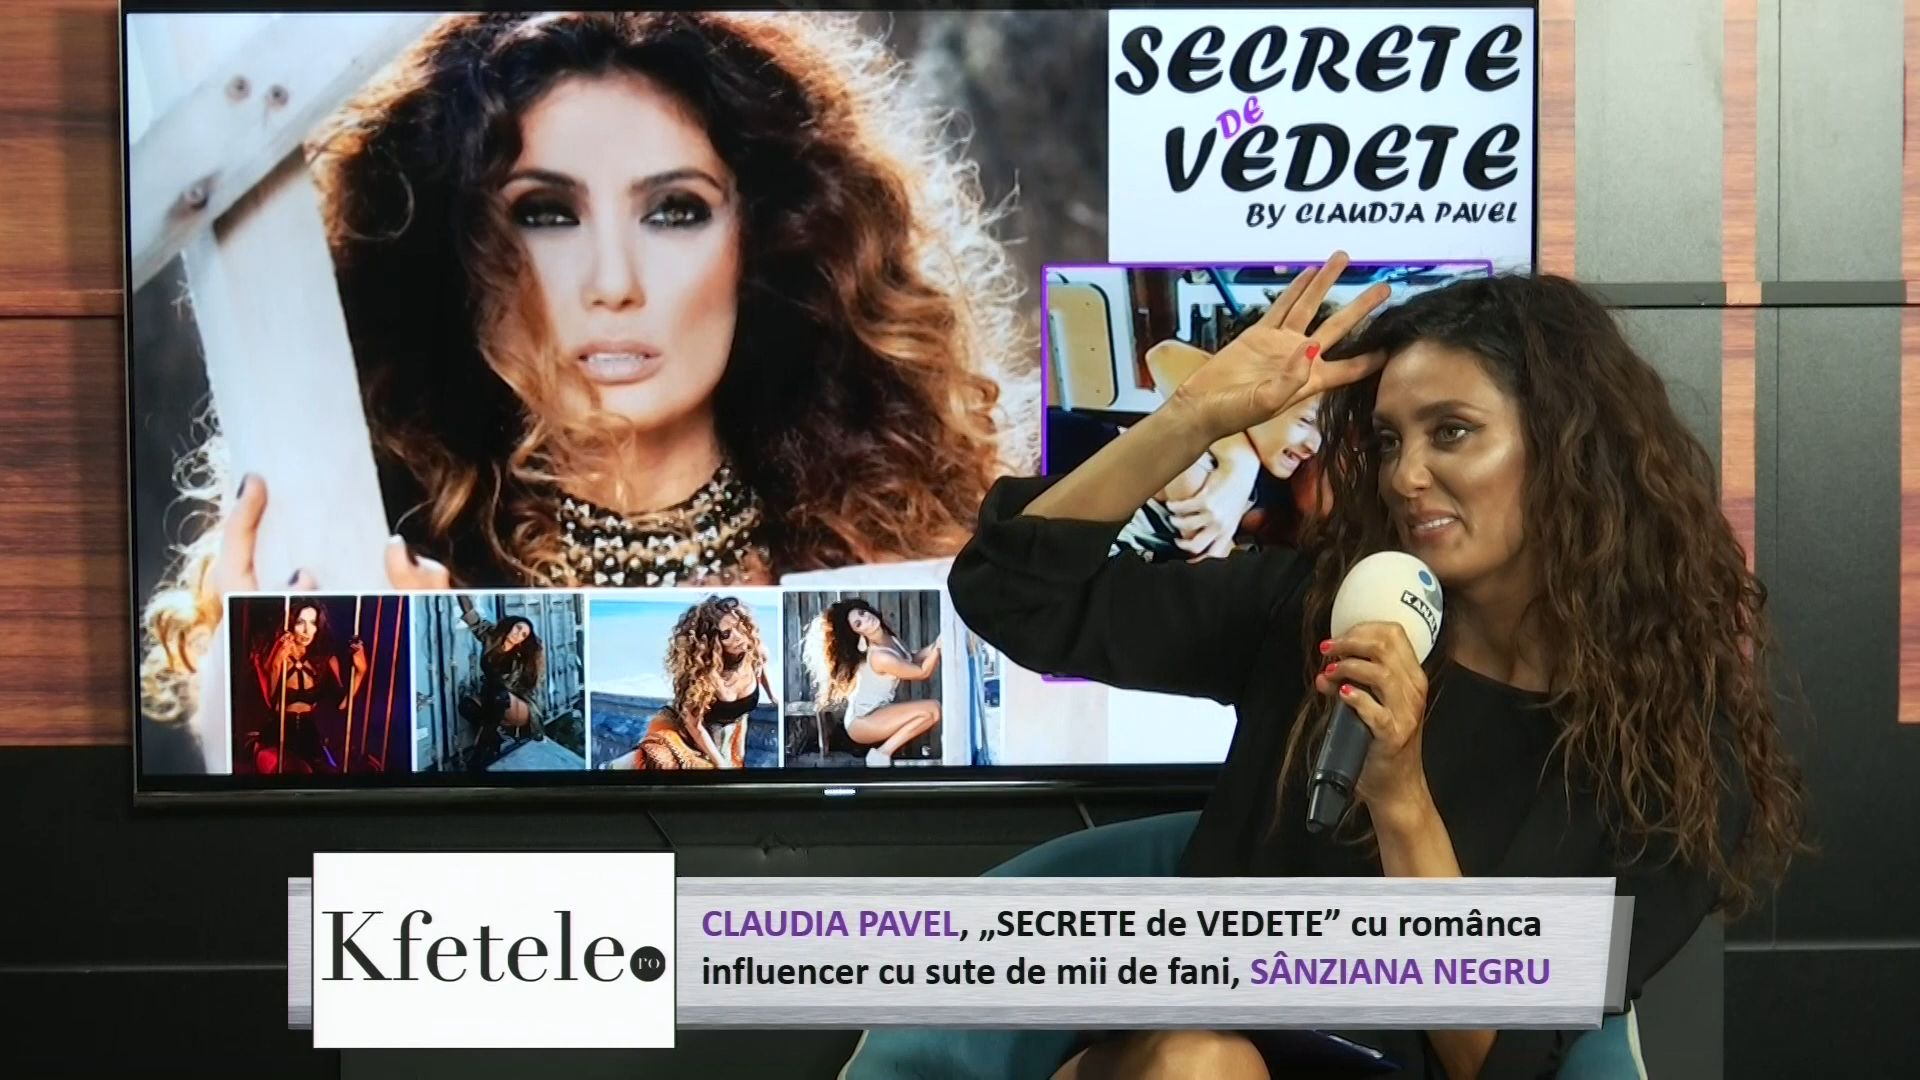 SECRETE
DE
VEDETE
BY CLAUDIA PAVEL
KANAL
Kfetele.ro
CLAUDIA PAVEL, „SECRETE de VEDETE” cu românca
influencer cu sute de mii de fani, SÂNZIANA NEGRU